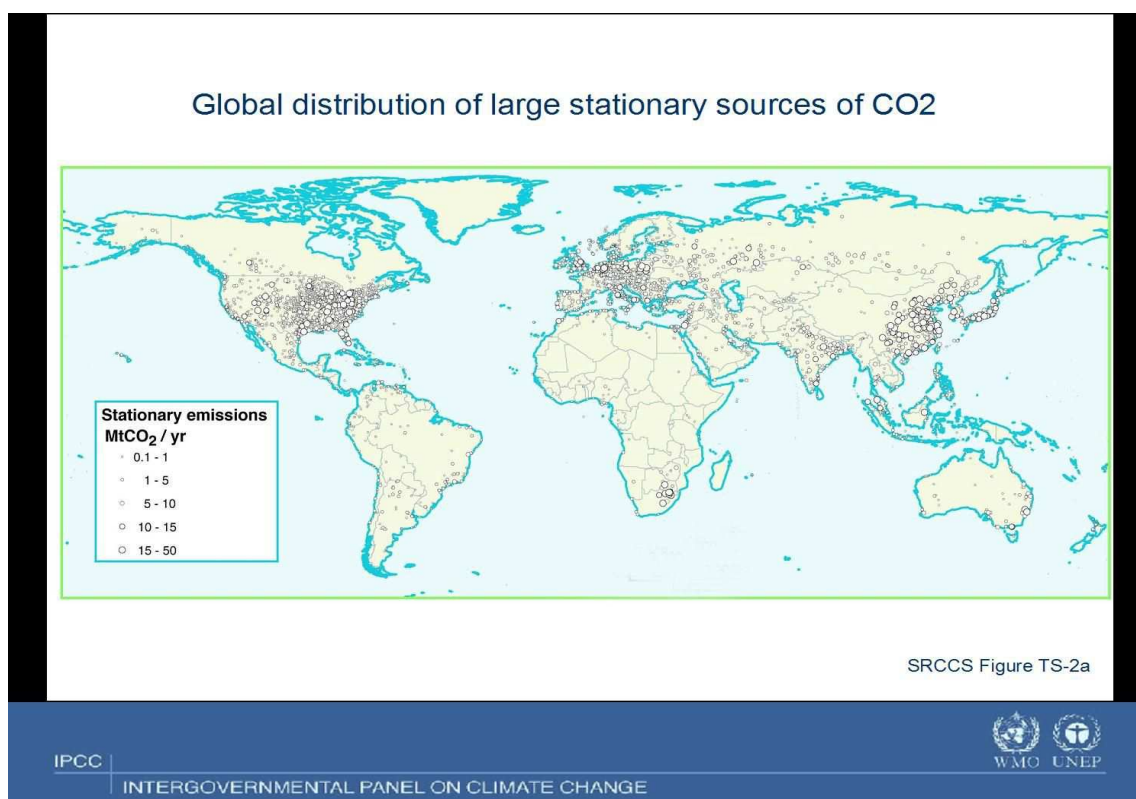 Global distribution of large stationary sources of CO2
Stationary emissions
MtCO₂ / yr
0.1 - 1
1 - 5
5 - 10
10 - 15
15 - 50
SRCCS Figure TS-2a
IPCC
INTERGOVERNMENTAL PANEL ON CLIMATE CHANGE
WMO UNEP